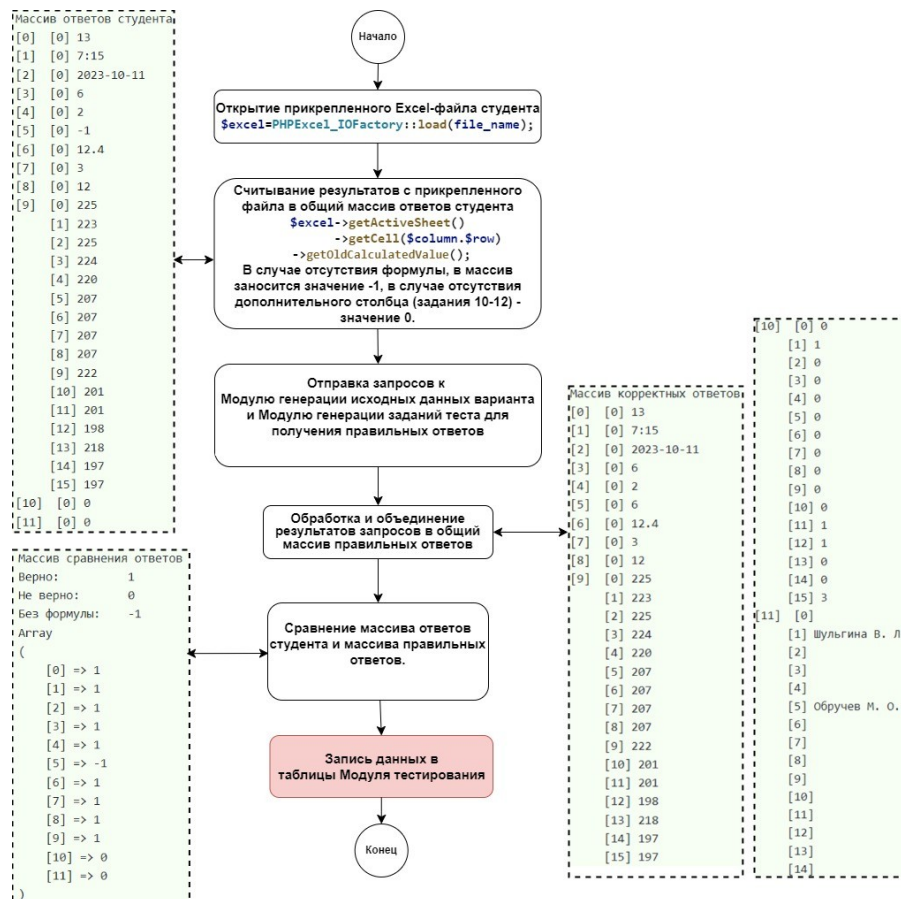 Массив ответов студента
[0] [0] 13
[1] [0] 7:15
[2] [0] 2023-10-11
[3] [0] 6
[4] [0] 2
[5] [0] -1
[6] [0] 12.4
[7] [0] 3
[8] [0] 12
[9] [0] 225
[1] 223
[2] 225
[3] 224
[4] 220
[5] 207
[6] 207
[7] 207
[8] 207
[9] 222
[10] 201
[11] 201
[12] 198
[13] 218
[14] 197
[15] 197
[10] [0] 0
[11] [0] 0
Массив сравнения ответов
Верно: 1
Не верно: 0
Без формулы: -1
Array
(
[0] => 1
[1] => 1
[2] => 1
[3] => 1
[4] => 1
[5] => -1
[6] => 1
[7] => 1
[8] => 1
[9] => 1
[10] => 0
[11] => 0
)
Начало
Открытие прикрепленного Excel-файла студента
$excel=PHPExcel_IOFactory::load(file_name);
Считывание результатов с прикрепленного
файла в общий массив ответов студента
$excel->getActiveSheet()
->getCell($column.$row)
->getOldCalculatedValue();
В случае отсутствия формулы, в массив
заносится значение -1, в случае отсутствия
дополнительного столбца (задания 10-12) -
значение 0.
Отправка запросов к
Модулю генерации исходных данных варианта
и Модулю генерации заданий теста для
получения правильных ответов
Обработка и объединение
результатов запросов в общий
массив правильных ответов
Сравнение массива ответов
студента и массива правильных
ответов.
Запись данных в
таблицы Модуля тестирования
Конец
Массив корректных ответов
[0] [0] 13
[1] [0] 7:15
[2] [0] 2023-10-11
[3] [0] 6
[4] [0] 2
[5] [0] 6
[6] [0] 12.4
[7] [0] 3
[8] [0] 12
[9] [0] 225
[1] 223
[2] 225
[3] 224
[4] 220
[5] 207
[6] 207
[7] 207
[8] 207
[9] 222
[10] 201
[11] 201
[12] 198
[13] 218
[14] 197
[15] 197
[10] [0] 0
[1] 1
[2] 0
[3] 0
[4] 0
[5] 0
[6] 0
[7] 0
[8] 0
[9] 0
[10] 0
[11] 1
[12] 1
[13] 0
[14] 0
[15] 3
[11] [0]
[1] Шульгина В. Л
[2]
[3]
[4]
[5] Обручев М. О.
[6]
[7]
[8]
[9]
[10]
[11]
[12]
[13]
[14]